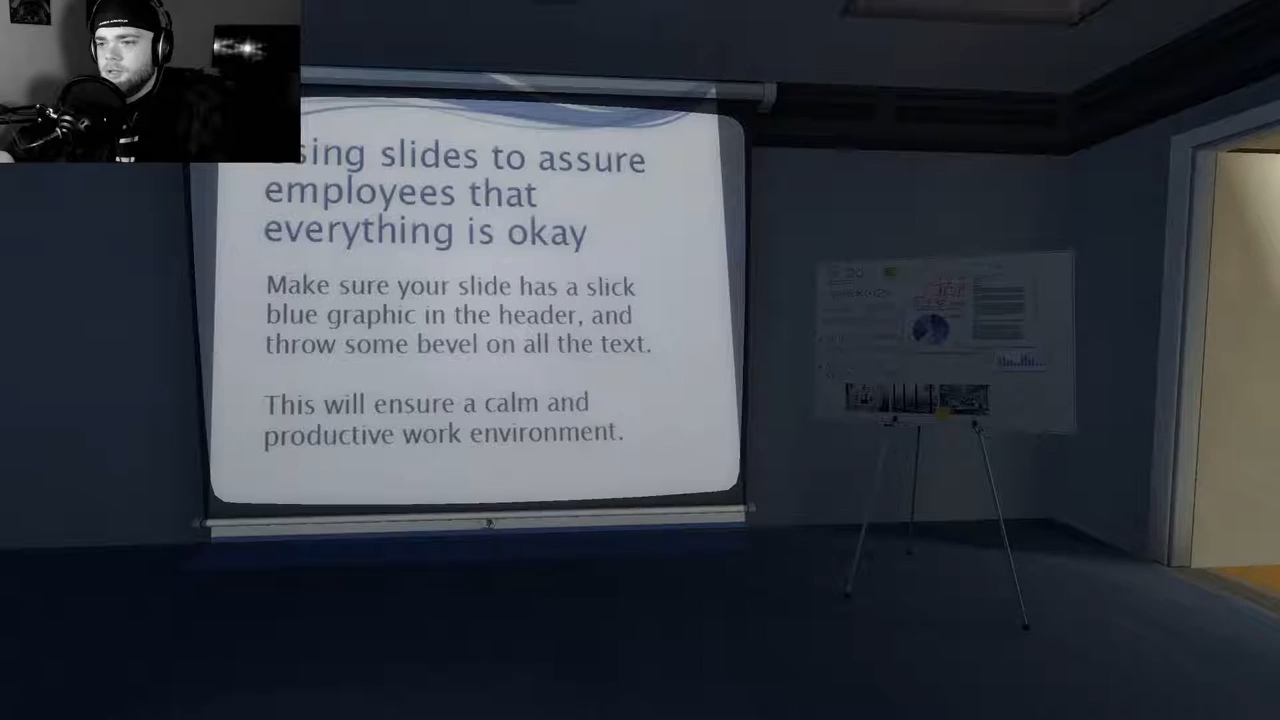 sing slides to assure
employees that
everything is okay
Make sure your slide has a slick
blue graphic in the header, and
throw some bevel on all the text.
This will ensure a calm and
productive work environment.